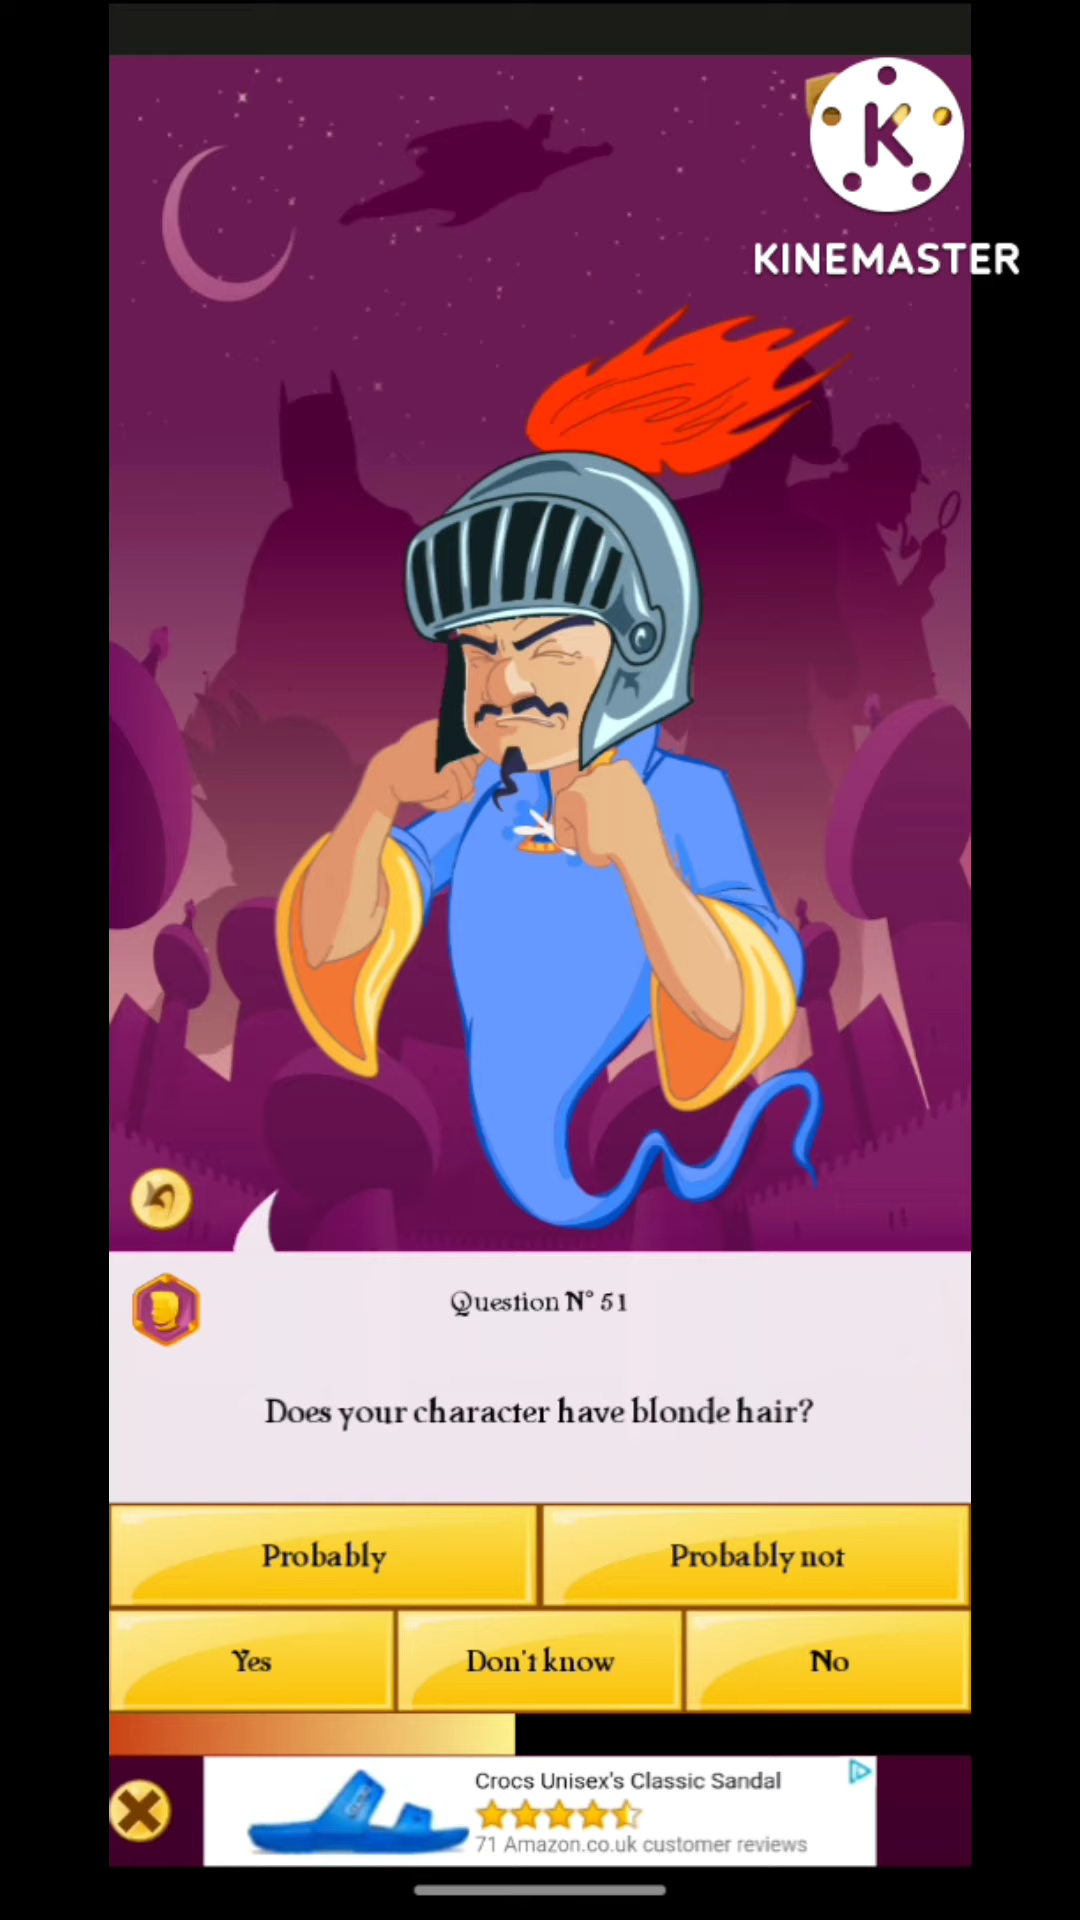 K
KINEMASTER
Question N° 51
Does your character have blonde hair?
Probably
Probably not
Yes
Don't know
No
Crocs Unisex's Classic Sandal
71 Amazon.co.uk customer reviews